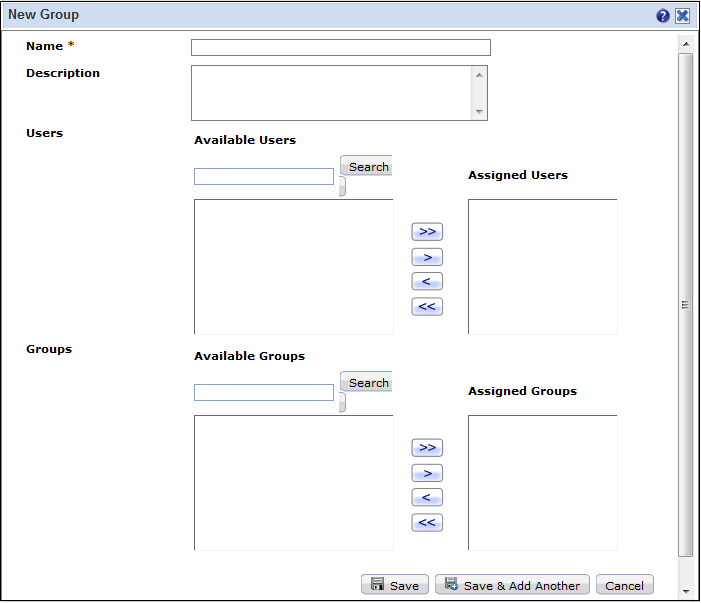 New Group
Name *
Description
Users
Available Users
Search
Assigned Users
>>
>
<
<<
Groups
Available Groups
Search
Assigned Groups
>>
>
<
<<
Save
Save & Add Another
Cancel